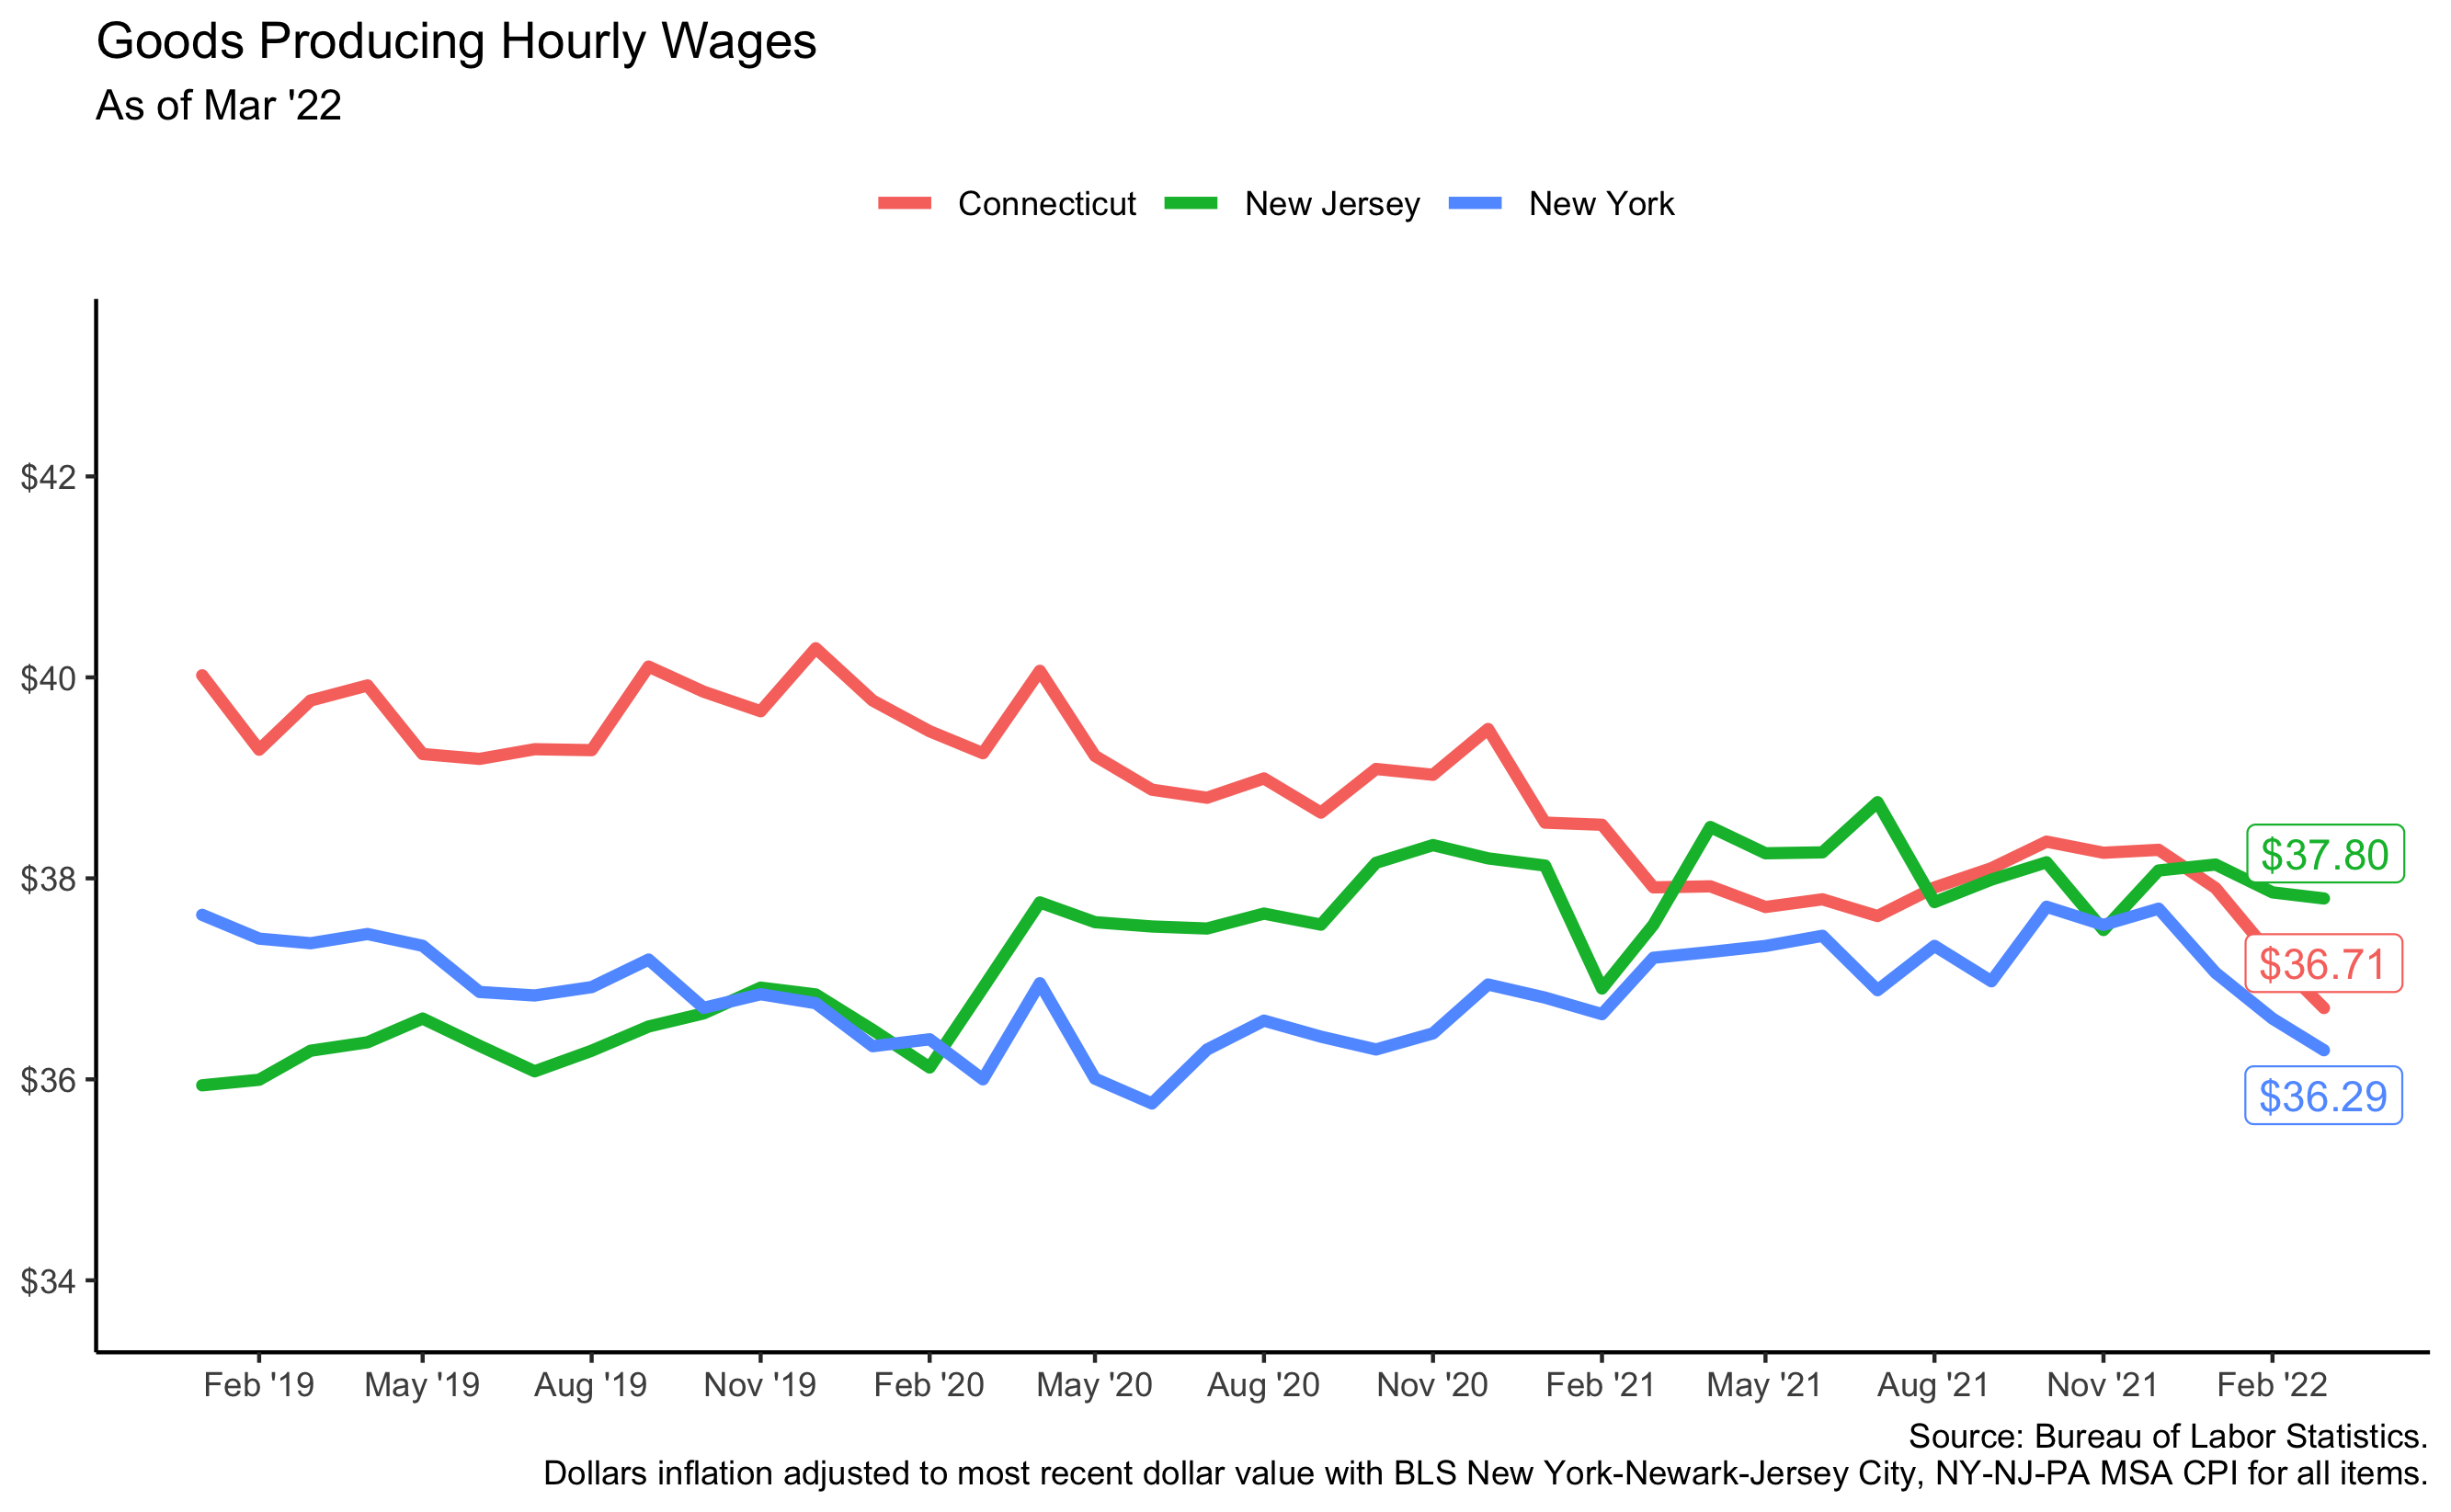 Goods Producing Hourly Wages
As of Mar '22
Connecticut New Jersey New York
$42
$40
$38
$36
$34
$37.80
$36.71
$36.29
Feb '19 May '19 Aug '19 Nov '19 Feb '20 May '20 Aug '20 Nov '20 Feb '21 May '21 Aug '21 Nov '21 Feb '22
Source: Bureau of Labor Statistics.
Dollars inflation adjusted to most recent dollar value with BLS New York-Newark-Jersey City, NY-NJ-PA MSA CPI for all items.